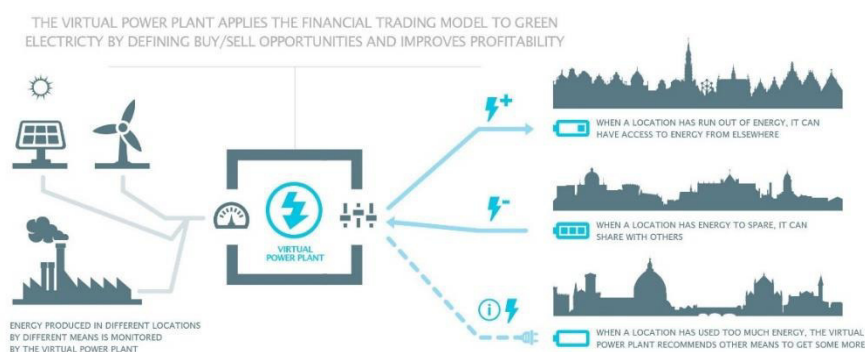 THE VIRTUAL POWER PLANT APPLIES THE FINANCIAL TRADING MODEL TO GREEN
ELECTRICTY BY DEFINING BUY/SELL OPPORTUNITIES AND IMPROVES PROFITABILITY
WHEN A LOCATION HAS RUN OUT OF ENERGY, IT CAN
HAVE ACCESS TO ENERGY FROM ELSEWHERE
VIRTUAL
POWER PLANT
WHEN A LOCATION HAS ENERGY TO SPARE, IT CAN
SHARE WITH OTHERS
ENERGY PRODUCED IN DIFFERENT LOCATIONS
BY DIFFERENT MEANS IS MONITORED
BY THE VIRTUAL POWER PLANT
WHEN A LOCATION HAS USED TOO MUCH ENERGY, THE VIRTUAL
POWER PLANT RECOMMENDS OTHER MEANS TO GET SOME MORE